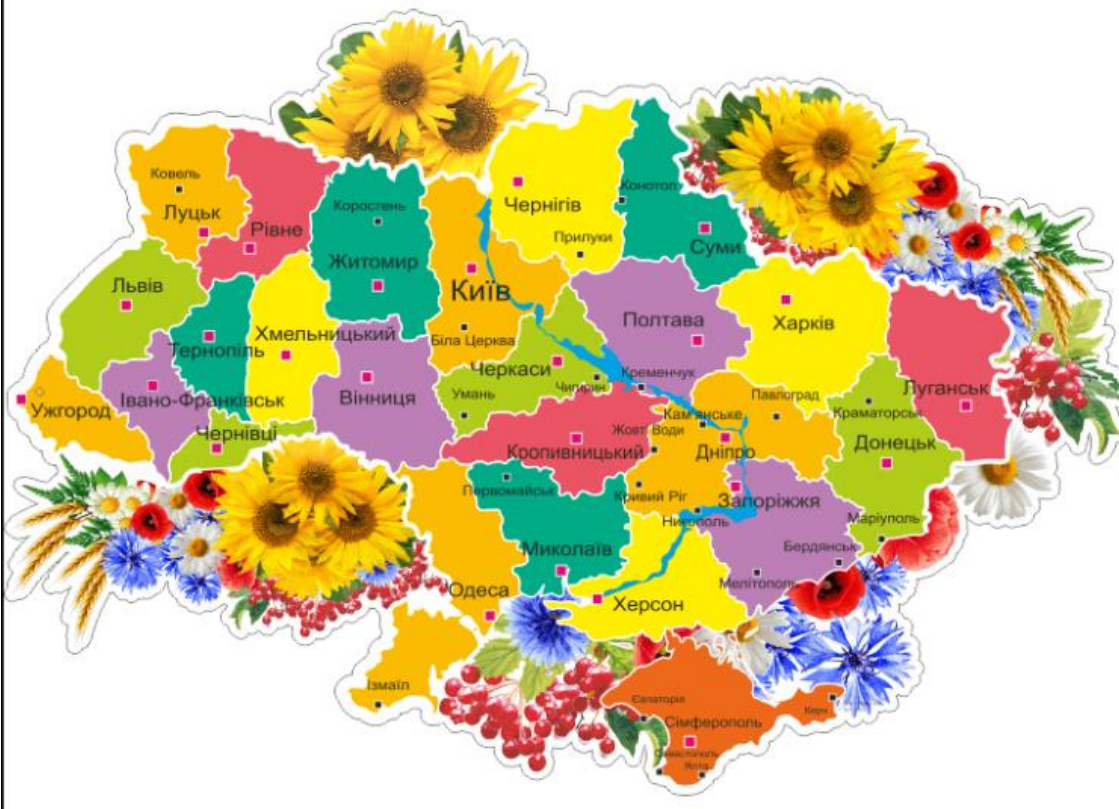 Ковель
Луцьк
Рівне
Коростень
Житомир
Чернігів
Прилуки
Конотоп
Суми
Київ
Біла Церква
Львів
Тернопіль
Хмельницький
Вінниця
Івано-Франківськ
Ужгород
Чернівці
Черкаси
Чигирин
Умань
Полтава
Кременчук
Харків
Луганськ
Краматорськ
Донецьк
Маріуполь
Павлоград
Кам'янське
Жовті Води
Дніпро
Кривий Ріг
Нікополь
Кропивницький
Запоріжжя
Бердянськ
Мелітополь
Первомайськ
Миколаїв
Одеса
Херсон
Ізмаїл
Євпаторія
Сімферополь
Керч
Севастополь
Ялта